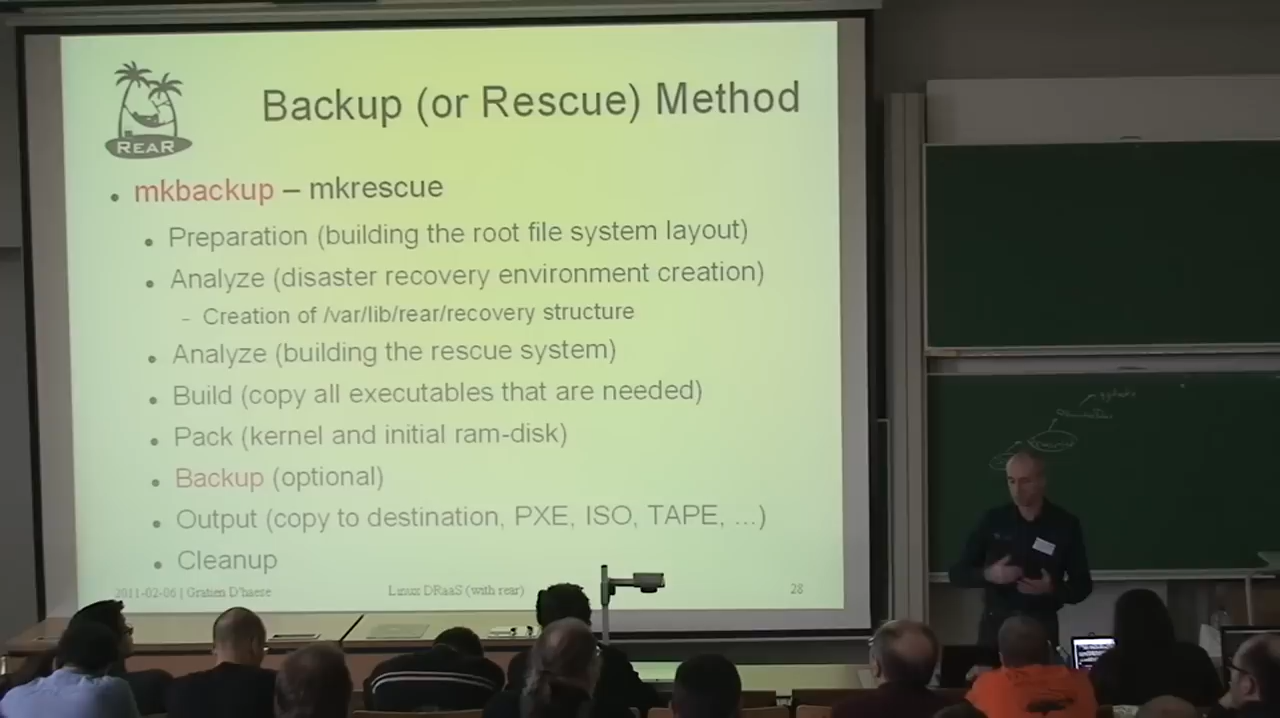 REAR
Backup (or Rescue) Method
• mkbackup – mkrescue
• Preparation (building the root file system layout)
• Analyze (disaster recovery environment creation)
– Creation of /var/lib/rear/recovery structure
• Analyze (building the rescue system)
• Build (copy all executables that are needed)
• Pack (kernel and initial ram-disk)
• Backup (optional)
• Output (copy to destination, PXE, ISO, TAPE, ...)
• Cleanup
2011-02-06 | Gratien D'haese
Linux DRaaS (with rear)
28